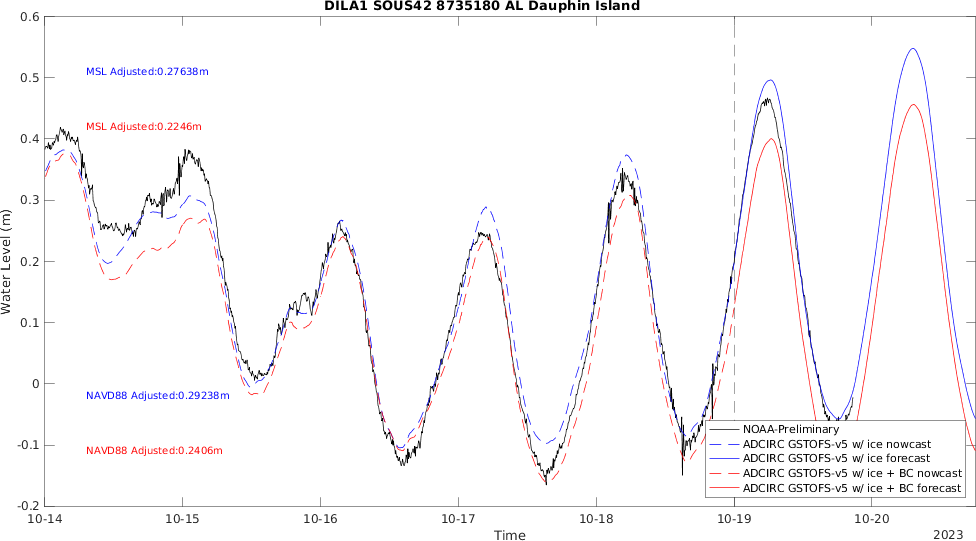 DILA1 SOUS42 8735180 AL Dauphin Island
0.6
0.5
0.4
0.3
0.2
0.1
0
-0.1
-0.2
Water Level (m)
MSL Adjusted:0.27638m
MSL Adjusted:0.2246m
NAVD88 Adjusted:0.29238m
NAVD88 Adjusted:0.2406m
NOAA-Preliminary
ADCIRC GSTOFS-v5 w/ ice nowcast
ADCIRC GSTOFS-v5 w/ ice forecast
ADCIRC GSTOFS-v5 w/ ice + BC nowcast
ADCIRC GSTOFS-v5 w/ ice + BC forecast
10-14 10-15 10-16 10-17 10-18 10-19 10-20
Time
2023